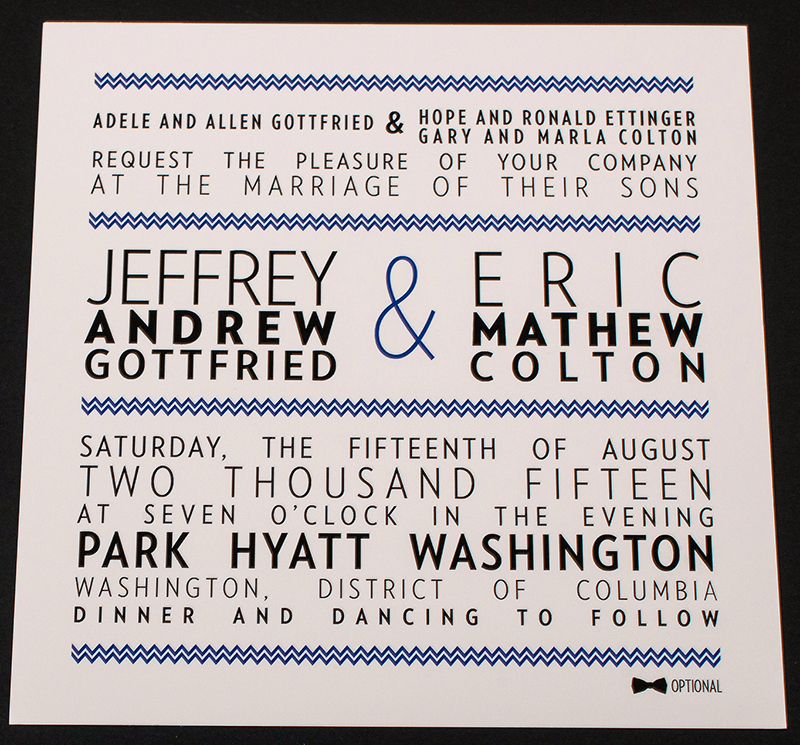 ADELE AND ALLEN GOTTFRIED & HOPE AND RONALD ETTINGER
GARY AND MARLA COLTON
REQUEST THE PLEASURE OF YOUR COMPANY
AT THE MARRIAGE OF THEIR SONS
JEFFREY
ANDREW
GOTTFRIED
&
ERIC
MATHEW
COLTON
SATURDAY, THE FIFTEENTH OF AUGUST
TWO THOUSAND FIFTEEN
AT SEVEN O'CLOCK IN THE EVENING
PARK HYATT WASHINGTON
WASHINGTON, DISTRICT OF COLUMBIA
DINNER AND DANCING TO FOLLOW
OPTIONAL